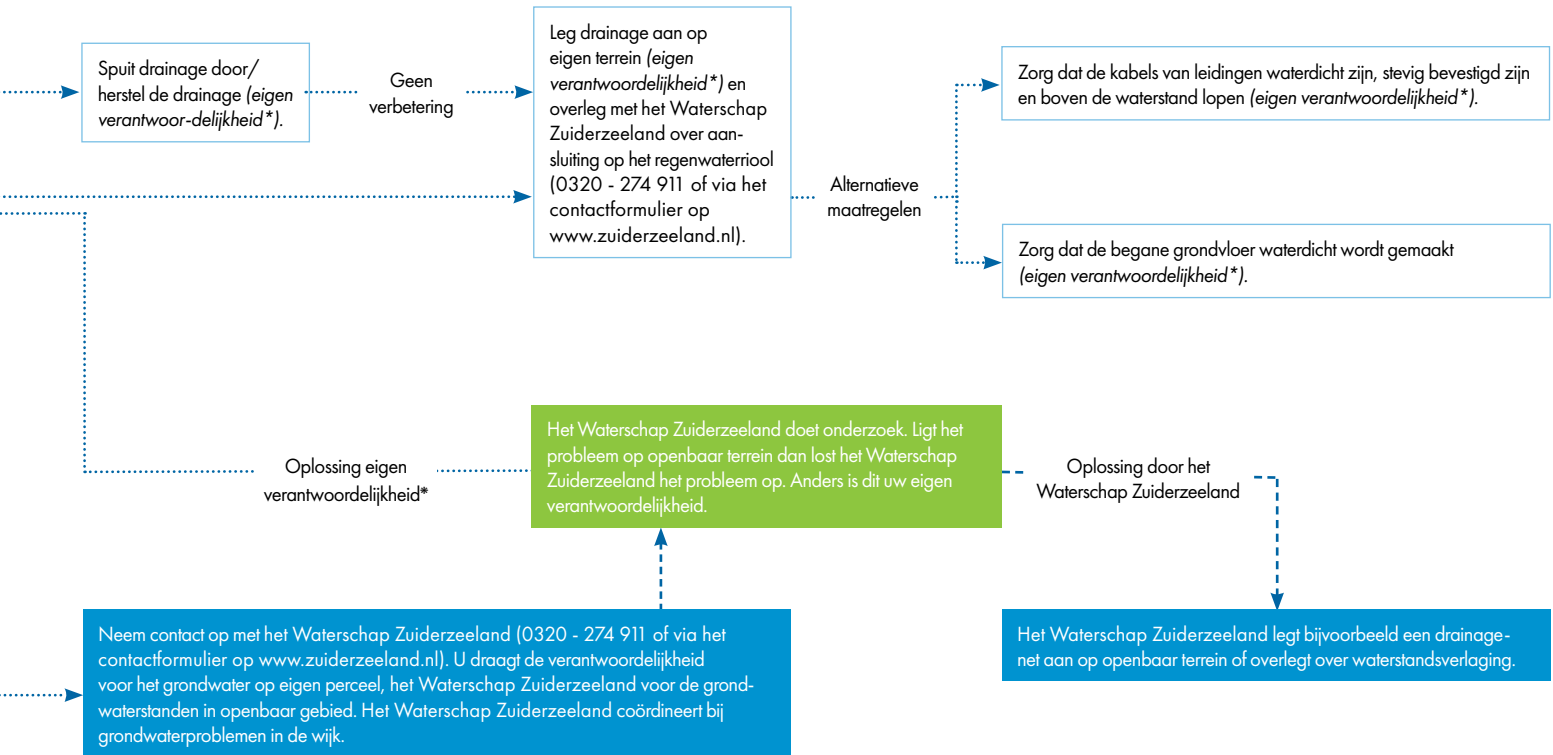 Spuit drainage door/
herstel de drainage (eigen
verantwoor-delijkheid*).
Geen
verbetering
Leg drainage aan op
eigen terrein (eigen
verantwoordelijkheid*) en
overleg met het Waterschap
Zuiderzeeland over aan-
sluiting op het regenwaterriool
(0320 - 274 911 of via het
contactformulier op
www.zuiderzeeland.nl).
Alternatieve
maatregelen
Zorg dat de kabels van leidingen waterdicht zijn, stevig bevestigd zijn
en boven de waterstand lopen (eigen verantwoordelijkheid*).
Zorg dat de begane grondvloer waterdicht wordt gemaakt
(eigen verantwoordelijkheid*).
Oplossing eigen
verantwoordelijkheid*
Het Waterschap Zuiderzeeland doet onderzoek. Ligt het
probleem op openbaar terrein dan lost het Waterschap
Zuiderzeeland het probleem op. Anders is dit uw eigen
verantwoordelijkheid.
Oplossing door het
Waterschap Zuiderzeeland
Neem contact op met het Waterschap Zuiderzeeland (0320 - 274 911 of via het
contactformulier op www.zuiderzeeland.nl). U draagt de verantwoordelijkheid
voor het grondwater op eigen perceel, het Waterschap Zuiderzeeland voor de grond-
waterstanden in openbaar gebied. Het Waterschap Zuiderzeeland coördineert bij
grondwaterproblemen in de wijk.
Het Waterschap Zuiderzeeland legt bijvoorbeeld een drainage-
net aan op openbaar terrein of overlegt over waterstandsverlaging.